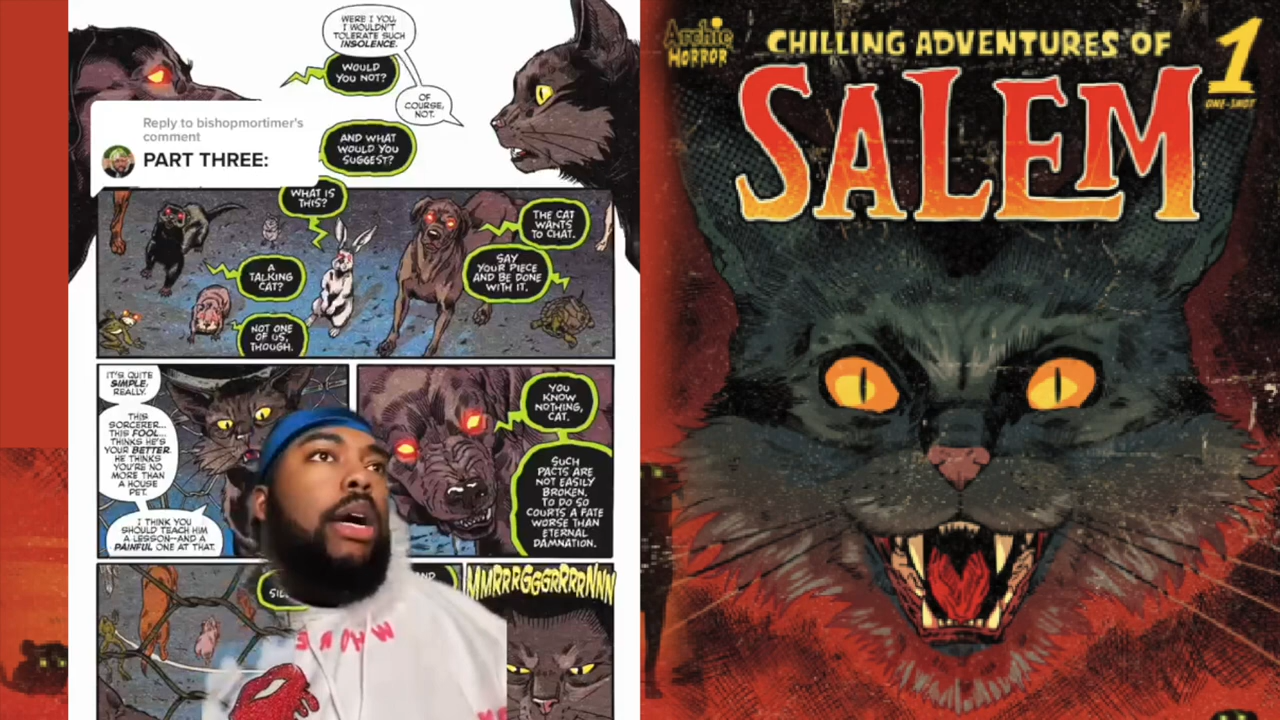 WERE I YOU,
I WOULDN'T
TOLERATE SUCH
INSOLENCE.
WOULD
YOU NOT?
OF
COURSE,
NOT.
AND WHAT
WOULD YOU
SUGGEST?
Reply to bishopmortimer's
comment
PART THREE:
WHAT IS
THIS?
THE CAT
WANTS
TO CHAT.
A
TALKING
CAT?
SAY
YOUR PIECE
AND BE DONE
WITH IT.
NOT ONE
OF US,
THOUGH.
IT'S QUITE
SIMPLE,
REALLY.
THIS
SORCERER...
THIS FOOL...
THINKS HE'S
YOUR BETTER.
HE THINKS
YOU'RE NO
MORE THAN
A HOUSE
PET.
I THINK YOU
SHOULD TEACH HIM
A LESSON--AND A
PAINFUL ONE AT THAT.
YOU
KNOW
NOTHING,
CAT.
SUCH
PACTS ARE
NOT EASILY
BROKEN.
TO DO SO
COURTS A FATE
WORSE THAN
ETERNAL
DAMNATION.
MMRRRGGGRRRRNNN
Archie
HORROR
CHILLING ADVENTURES OF
SALEM
1
ONE-SHOT